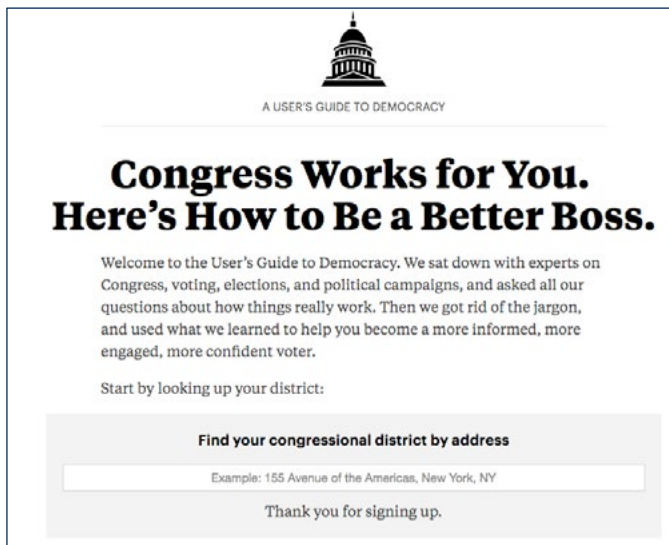 A USER'S GUIDE TO DEMOCRACY
Congress Works for You.
Here’s How to Be a Better Boss.
Welcome to the User’s Guide to Democracy. We sat down with experts on
Congress, voting, elections, and political campaigns, and asked all our
questions about how things really work. Then we got rid of the jargon,
and used what we learned to help you become a more informed, more
engaged, more confident voter.
Start by looking up your district:
Find your congressional district by address
Example: 155 Avenue of the Americas, New York, NY
Thank you for signing up.